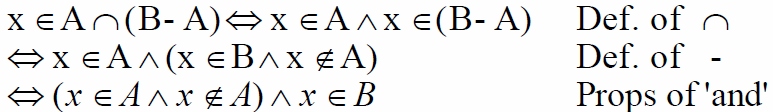 x ∈ A ∩ (B- A) ⇔ x ∈ A ∧ x ∈ (B- A) Def. of ∩
⇔ x ∈ A ∧ (x ∈ B ∧ x ∉ A) Def. of -
⇔ (x ∈ A ∧ x ∉ A) ∧ x ∈ B Props of 'and'